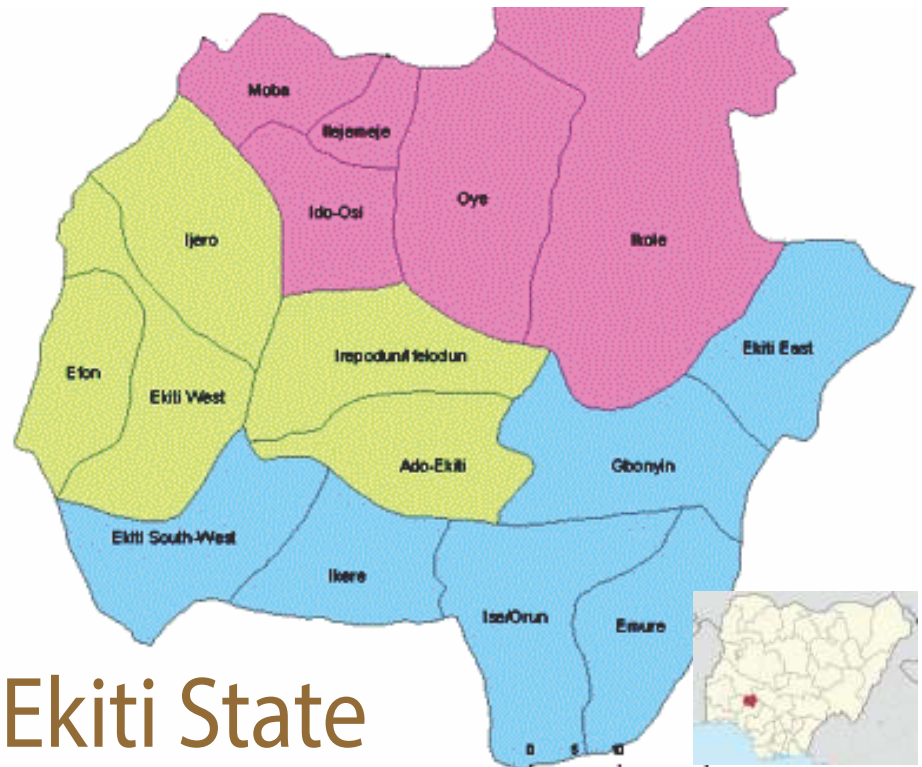 Moba
Ilejemeje
Ido-Osi
Oye
Ikole
Ijero
Ekiti East
Irepodun/Ifelodun
Efon
Ekiti West
Ado-Ekiti
Gbonyin
Ekiti South-West
Ikere
Ise/Orun
Emure
Ekiti State
0 5 10